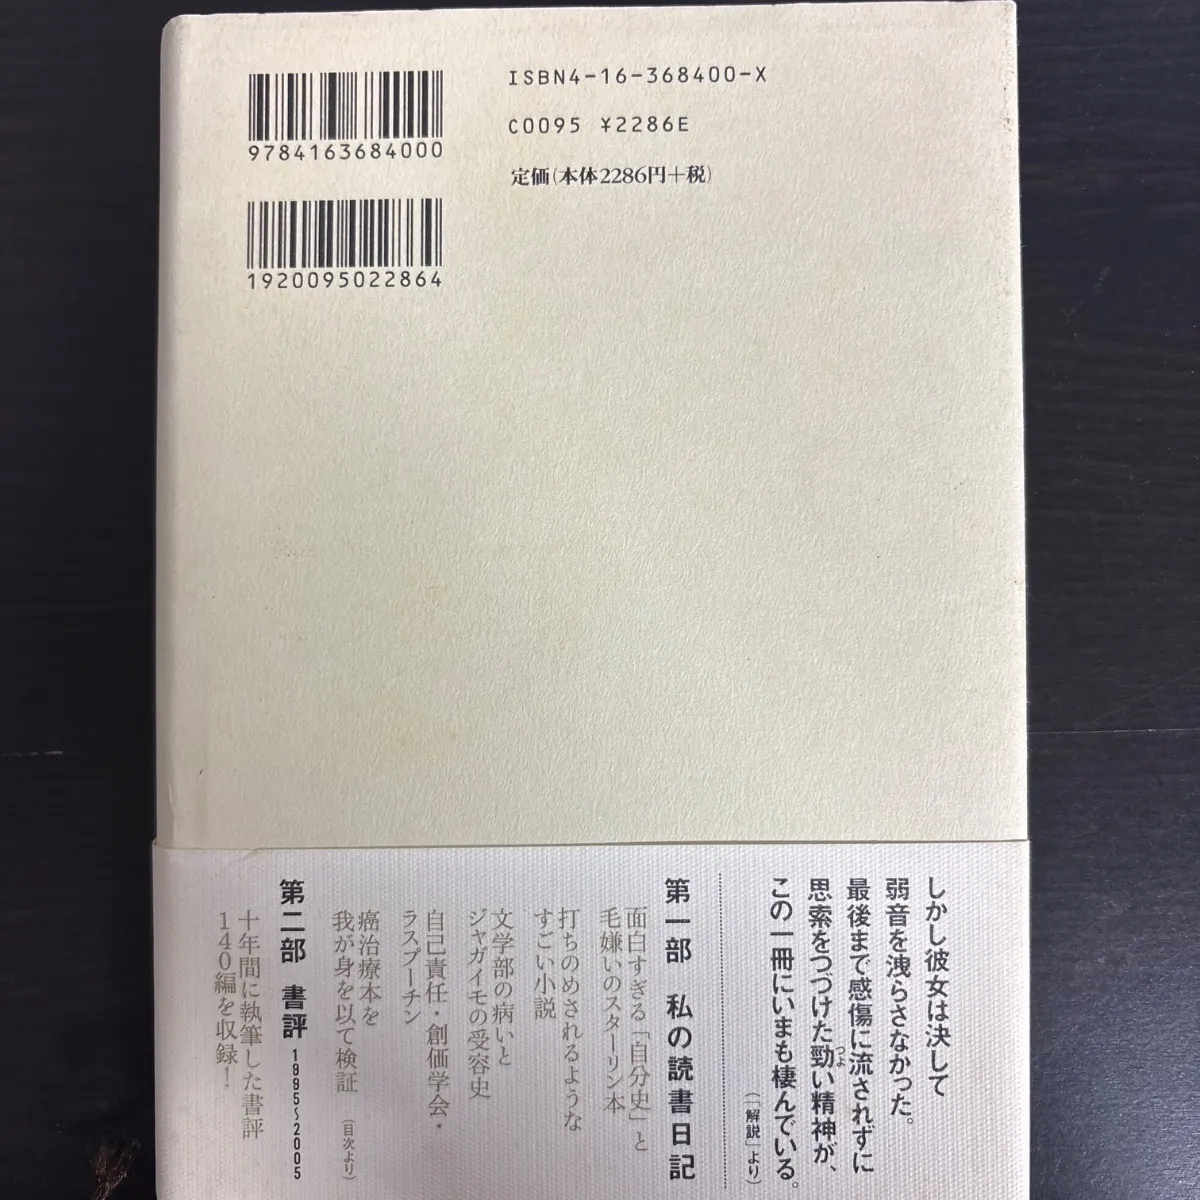 ISBN4-16-368400-X
C0095 ¥2286E
定価(本体2286円+税)
9784163684000
1920095022864
しかし彼女は決して
弱音を洩らさなかった。
最後まで感傷に流されずに
思索をつづけた勁い精神が、
つよ
この一冊にいまも棲んでいる。
(「解説」より)
第一部 私の読書日記
面白すぎる「自分史」と
毛嫌いのスターリン本
打ちのめされるような
すごい小説
文学部の病いと
ジャガイモの受容史
自己責任・創価学会・
ラスプーチン
癌治療本を
我が身を以て検証
(目次より)
第二部 書評 1995〜2005
十年間に執筆した書評
140編を収録!